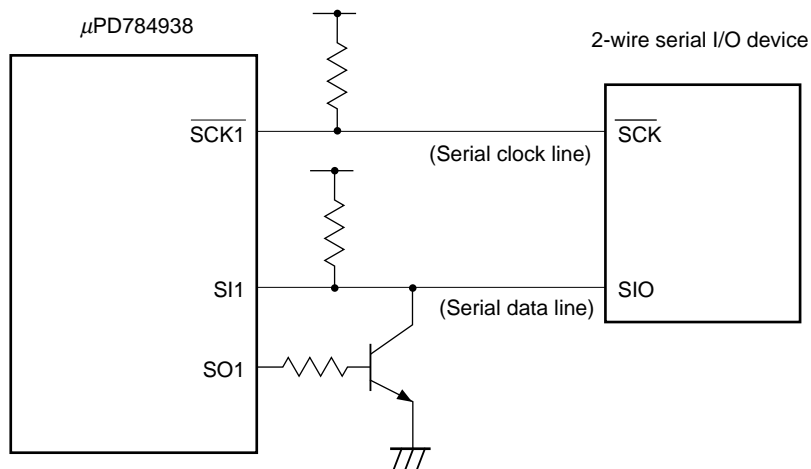 μPD784938
2-wire serial I/O device
SCK1
SCK
(Serial clock line)
SI1
SIO
(Serial data line)
SO1